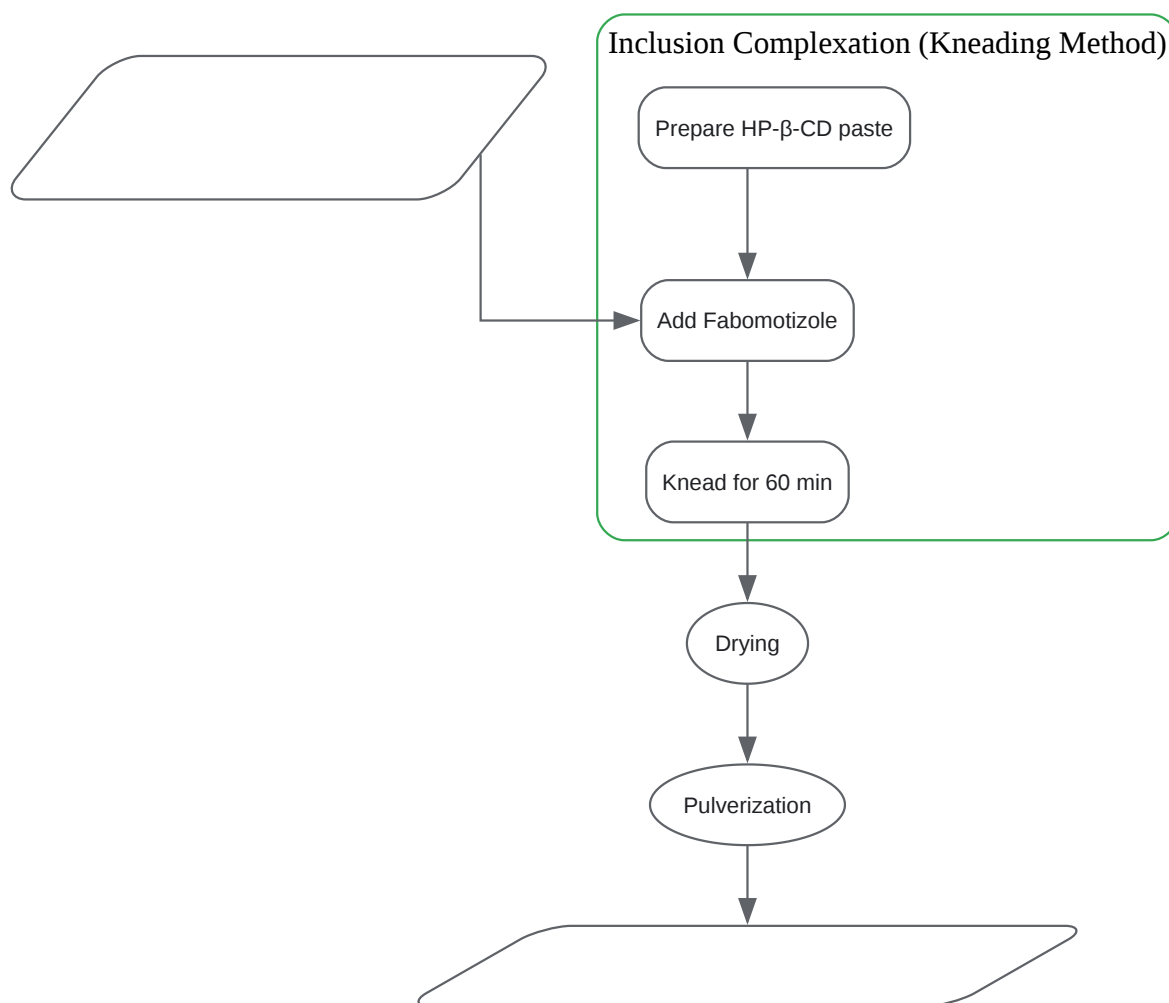 Inclusion Complexation (Kneading Method)
Prepare HP-β-CD paste
Add Fabomotizole
Knead for 60 min
Drying
Pulverization